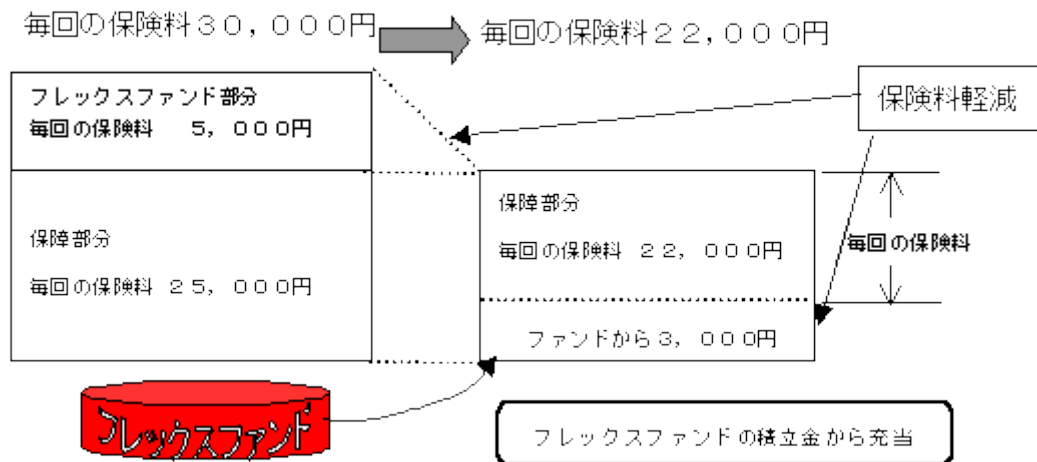 毎回の保険料３０，０００円
毎回の保険料２２，０００円
フレックスファンド部分
毎回の保険料　５，０００円
保険料軽減
保障部分
毎回の保険料 ２５，０００円
保障部分
毎回の保険料 ２２，０００円
毎回の保険料
ファンドから３，０００円
フレックスファンド
フレックスファンドの積立金から充当